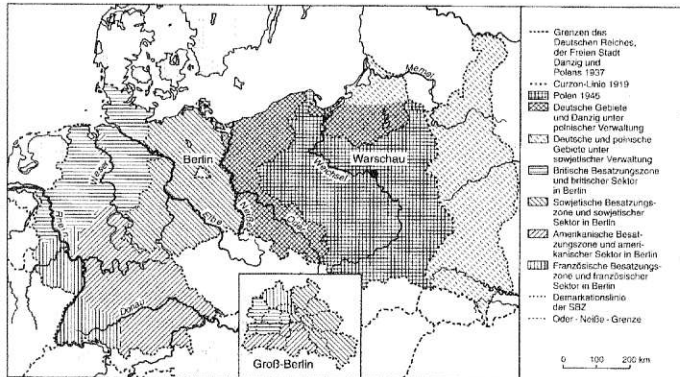 Memel
Berlin
Warschau
Weichsel
Weser
Elbe
Neiße
Oder
Rhein
Donau
Groß-Berlin
Grenzen des
Deutschen Reiches,
der Freien Stadt
Danzig und
Polens 1937
Curzon-Linie 1919
Polen 1945
Deutsche Gebiete
und Danzig unter
polnischer Verwaltung
Deutsche und polnische
Gebiete unter
sowjetischer Verwaltung
Britische Besatzungszone
und britischer Sektor
in Berlin
Sowjetische Besatzungs-
zone und sowjetischer
Sektor in Berlin
Amerikanische Besat-
zungszone und ameri-
kanischer Sektor in Berlin
Französische Besatzungs-
zone und französischer
Sektor in Berlin
Demarkationslinie
der SBZ
Oder - Neiße - Grenze
0 100 200 km